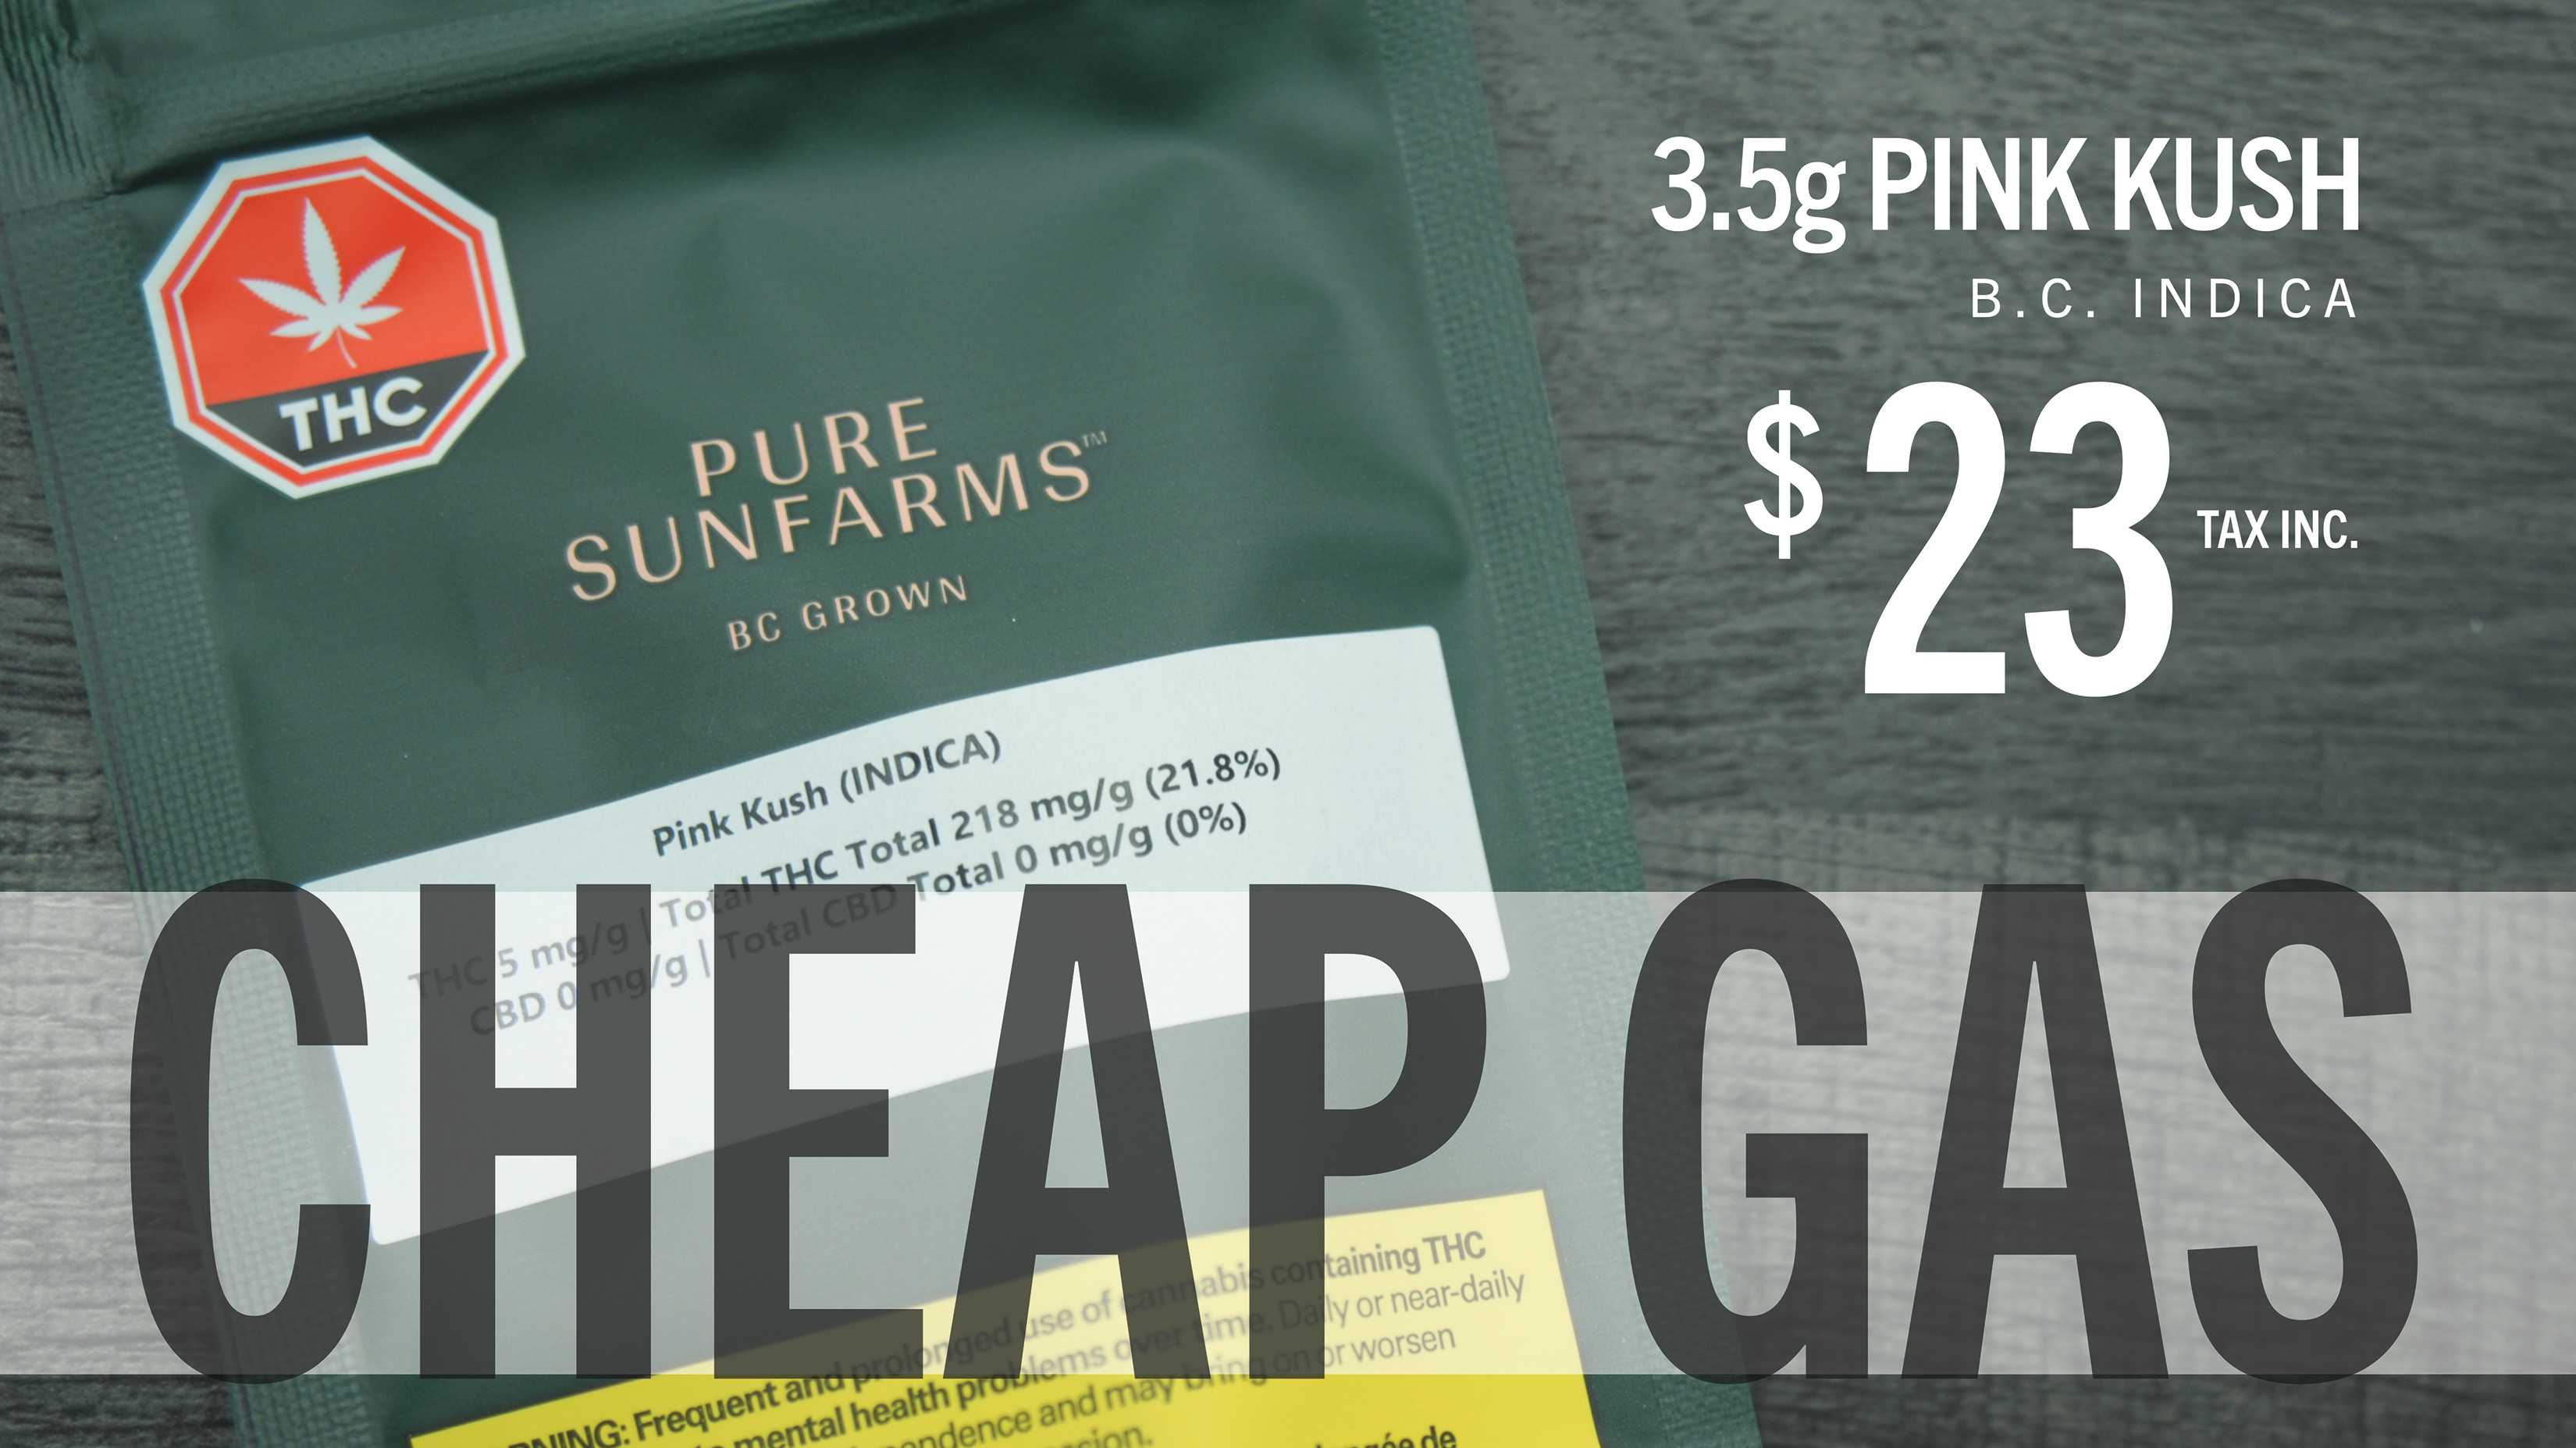 THC
PURE
SUNFARMS™
BC GROWN
Pink Kush (INDICA)
THC 5 mg/g | Total THC Total 218 mg/g (21.8%)
CBD 0 mg/g | Total CBD Total 0 mg/g (0%)
3.5g PINK KUSH
B.C. INDICA
$23 TAX INC.
CHEAP GAS
Frequent and prolonged use of cannabis containing THC
mental health problems over time. Daily or near-daily
and may bring on or worsen
de